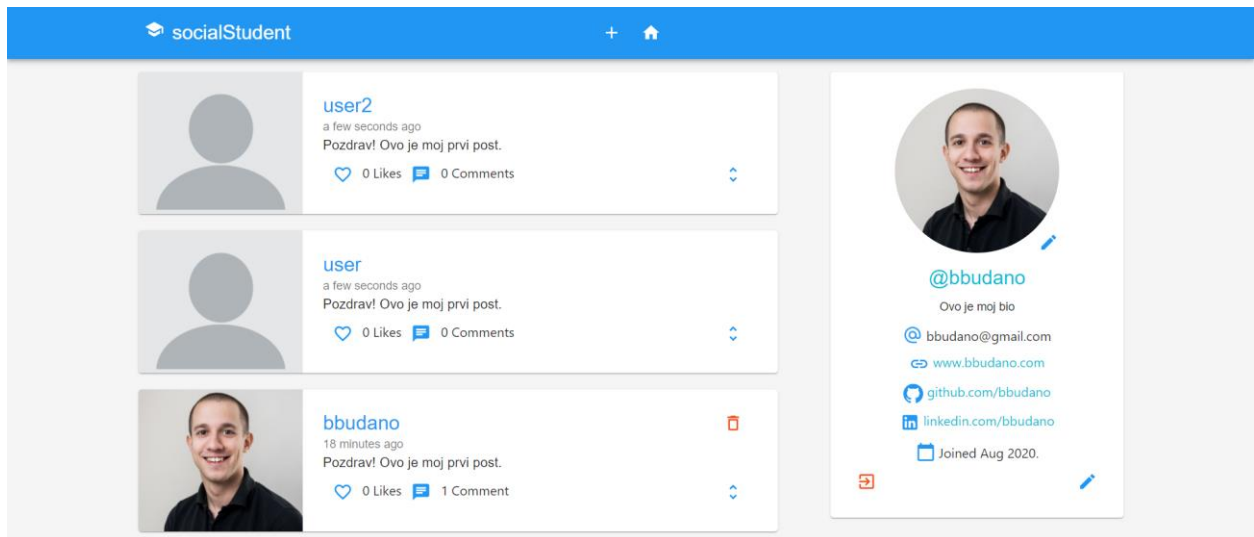 socialStudent
user2
a few seconds ago
Pozdrav! Ovo je moj prvi post.
0 Likes 0 Comments
user
a few seconds ago
Pozdrav! Ovo je moj prvi post.
0 Likes 0 Comments
bbudano
18 minutes ago
Pozdrav! Ovo je moj prvi post.
0 Likes 1 Comment
@bbudano
Ovo je moj bio
bbudano@gmail.com
www.bbudano.com
github.com/bbudano
linkedin.com/bbudano
Joined Aug 2020.